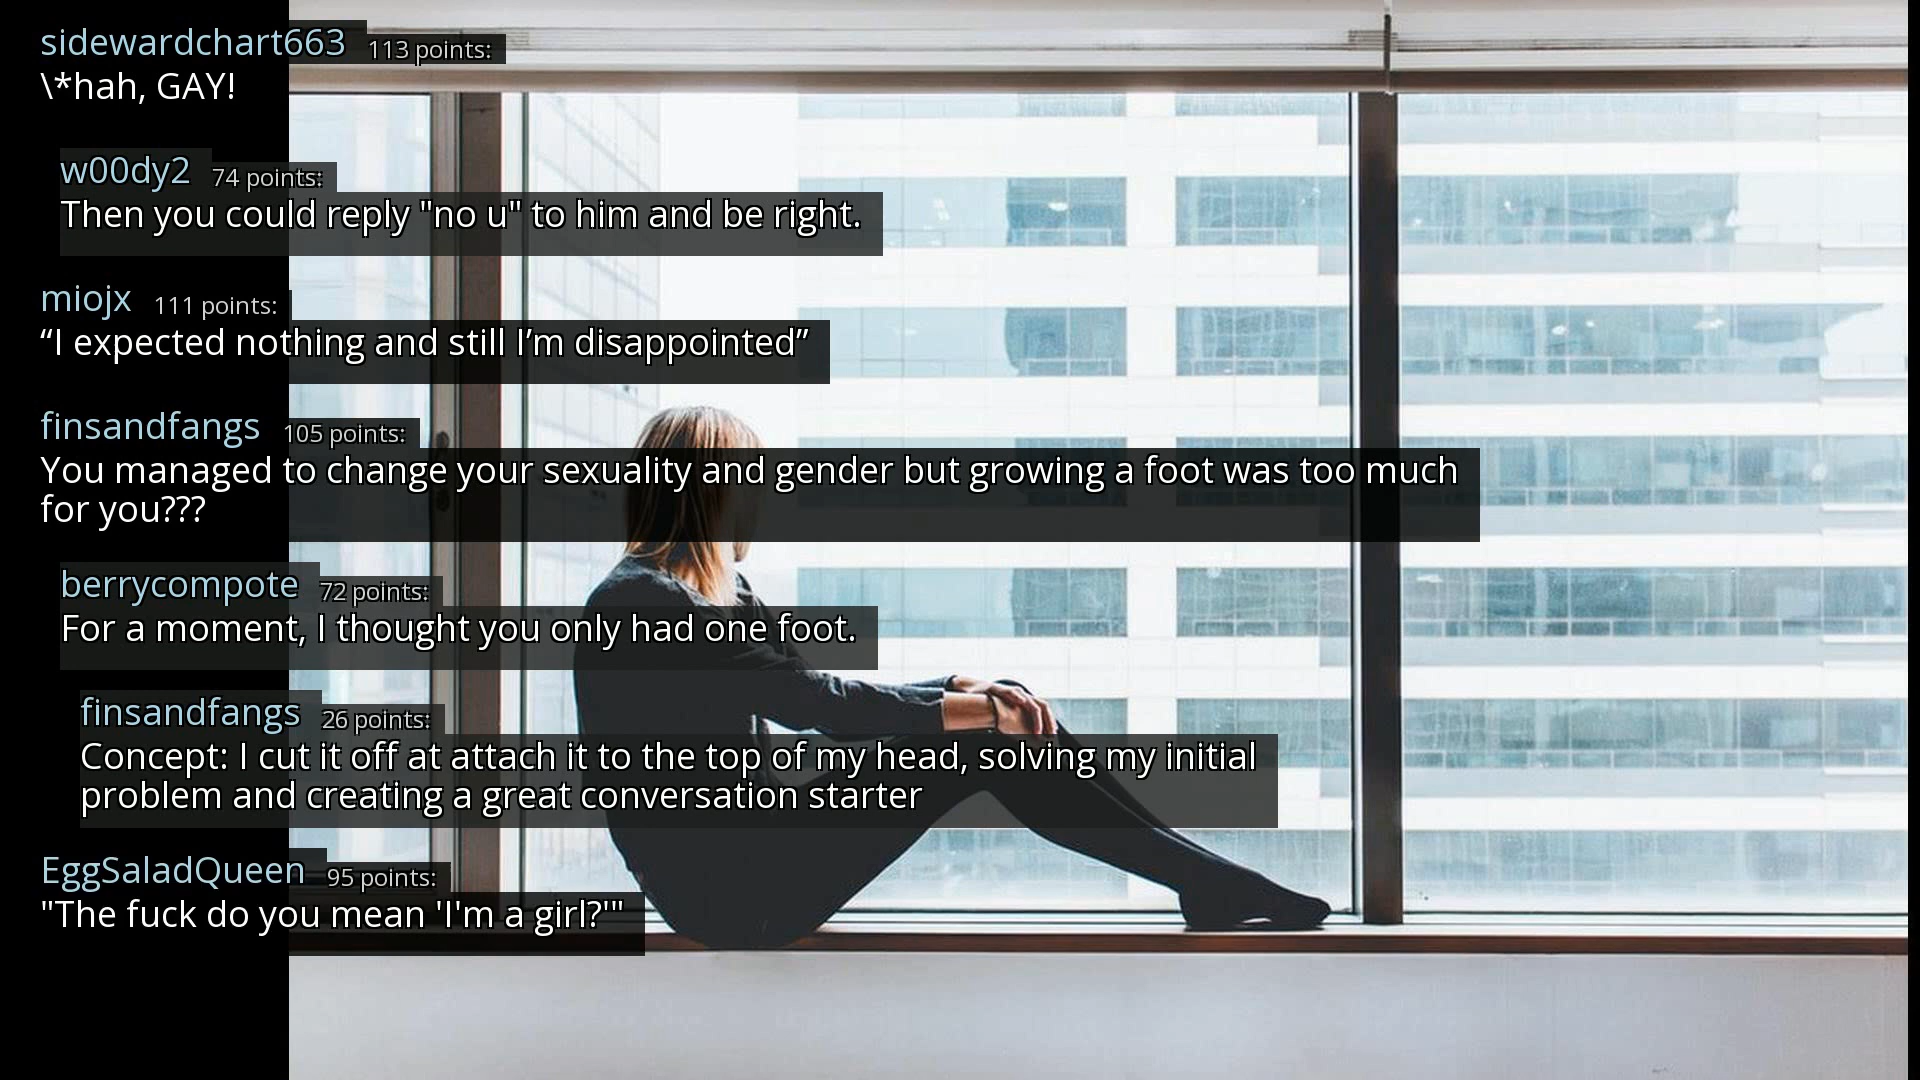 sidewardchart663 113 points:
\*hah, GAY!
w00dy2 74 points:
Then you could reply "no u" to him and be right.
miojx 111 points:
“I expected nothing and still I’m disappointed”
finsandfangs 105 points:
You managed to change your sexuality and gender but growing a foot was too much
for you???
berrycompote 72 points:
For a moment, I thought you only had one foot.
finsandfangs 26 points:
Concept: I cut it off at attach it to the top of my head, solving my initial
problem and creating a great conversation starter
EggSaladQueen 95 points:
"The fuck do you mean 'I'm a girl?'"